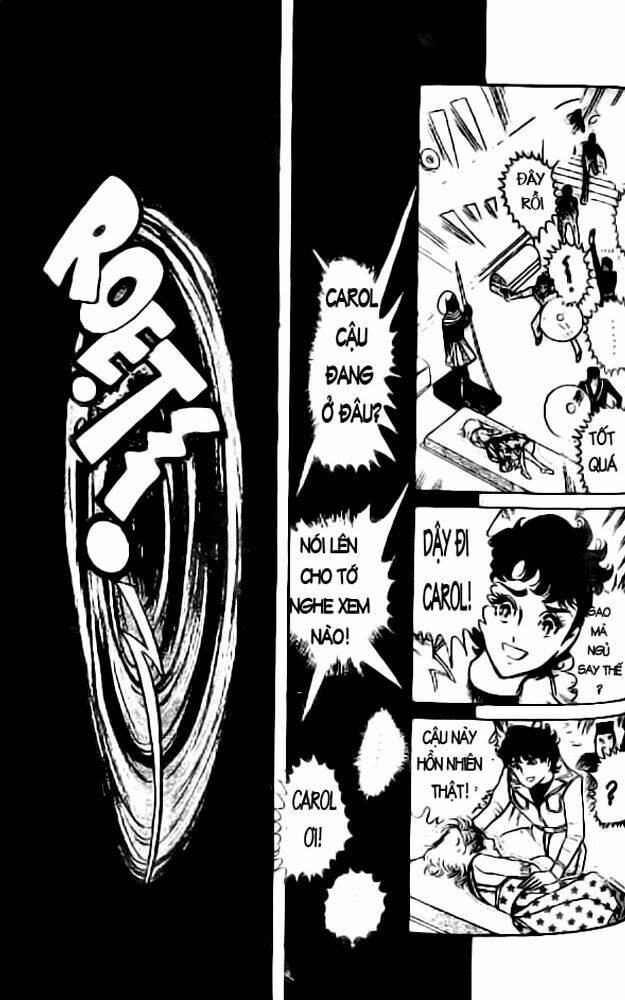 ROET!!
CAROL
CẬU
ĐANG
Ở ĐÂU?
NÓI LÊN
CHO TỚ
NGHE XEM
NÀO!
CAROL
ƠI!
ĐÂY
RỒI
!
TỐT
QUÁ
DẬY ĐI
CAROL!
SAO
MÀ
NGỦ
SAY THẾ
?
CẬU NÀY
HỒN NHIÊN
THẬT!
?